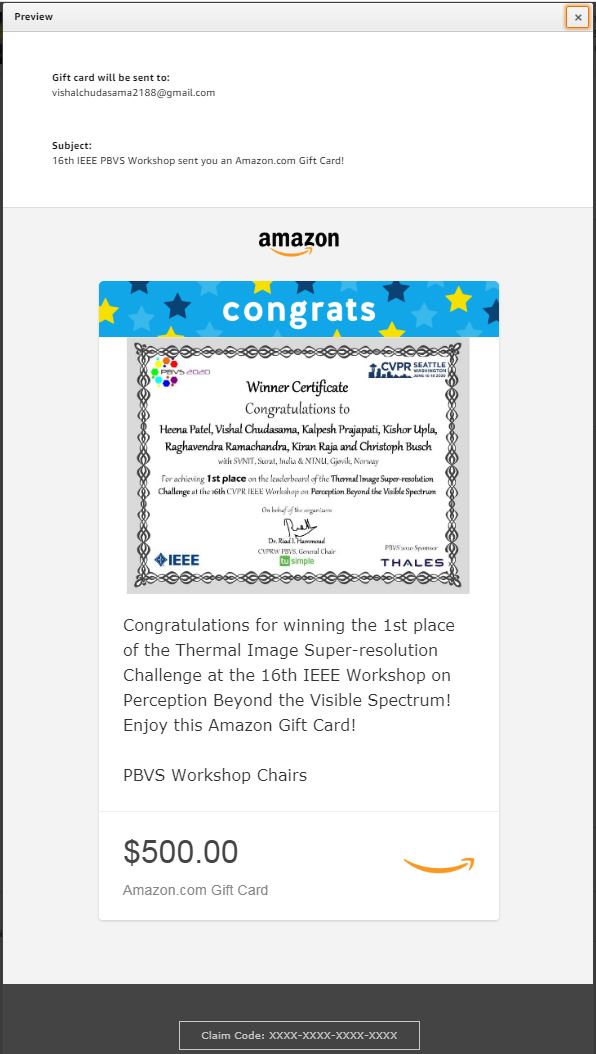 Preview
Gift card will be sent to:
vishalchudasama2188@gmail.com
Subject:
16th IEEE PBVS Workshop sent you an Amazon.com Gift Card!
amazon
congrats
PBVS 2020
CVPR SEATTLE
WASHINGTON
JUNE 16-18 2020
Winner Certificate
Congratulations to
Heena Patel, Vishal Chudasama, Kalpesh Prajapati, Kishor Upla,
Raghavendra Ramachandra, Kiran Raja and Christoph Busch
with SVNIT, Surat, India & NTNU, Gjøvik, Norway
For achieving 1st place on the leaderboard of the Thermal Image Super-resolution
Challenge at the 16th CVPR IEEE Workshop on Perception Beyond the Visible Spectrum
On behalf of the organizers
Dr. Riad I. Hammoud
CVPRW PBVS, General Chair
PBVS 2020 Sponsor
IEEE
tu simple
THALES
Congratulations for winning the 1st place
of the Thermal Image Super-resolution
Challenge at the 16th IEEE Workshop on
Perception Beyond the Visible Spectrum!
Enjoy this Amazon Gift Card!
PBVS Workshop Chairs
$500.00
Amazon.com Gift Card
Claim Code: XXXX-XXXX-XXXX-XXXX